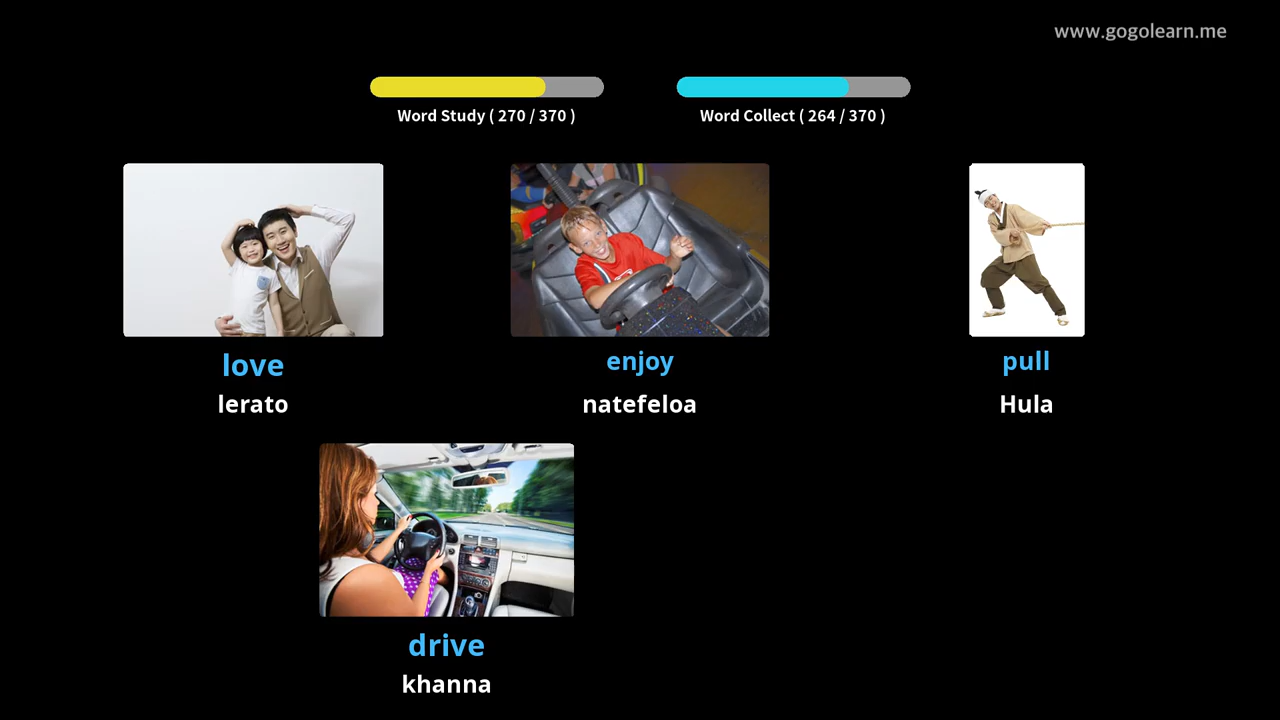 www.gogolearn.me
Word Study ( 270 / 370 )
Word Collect ( 264 / 370 )
love
lerato
enjoy
natefeloa
pull
Hula
drive
khanna